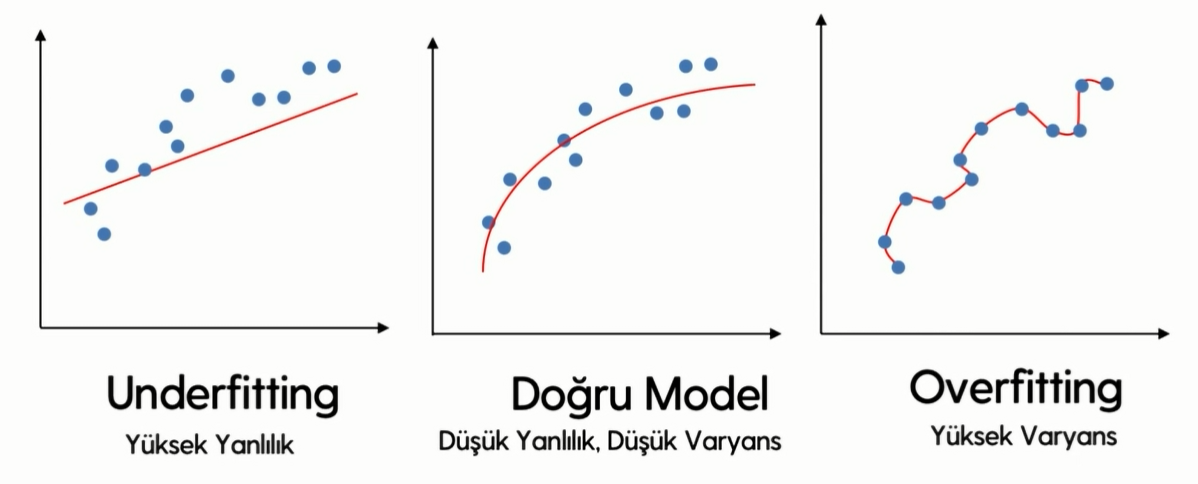 Underfitting
Yüksek Yanlılık
Doğru Model
Düşük Yanlılık, Düşük Varyans
Overfitting
Yüksek Varyans